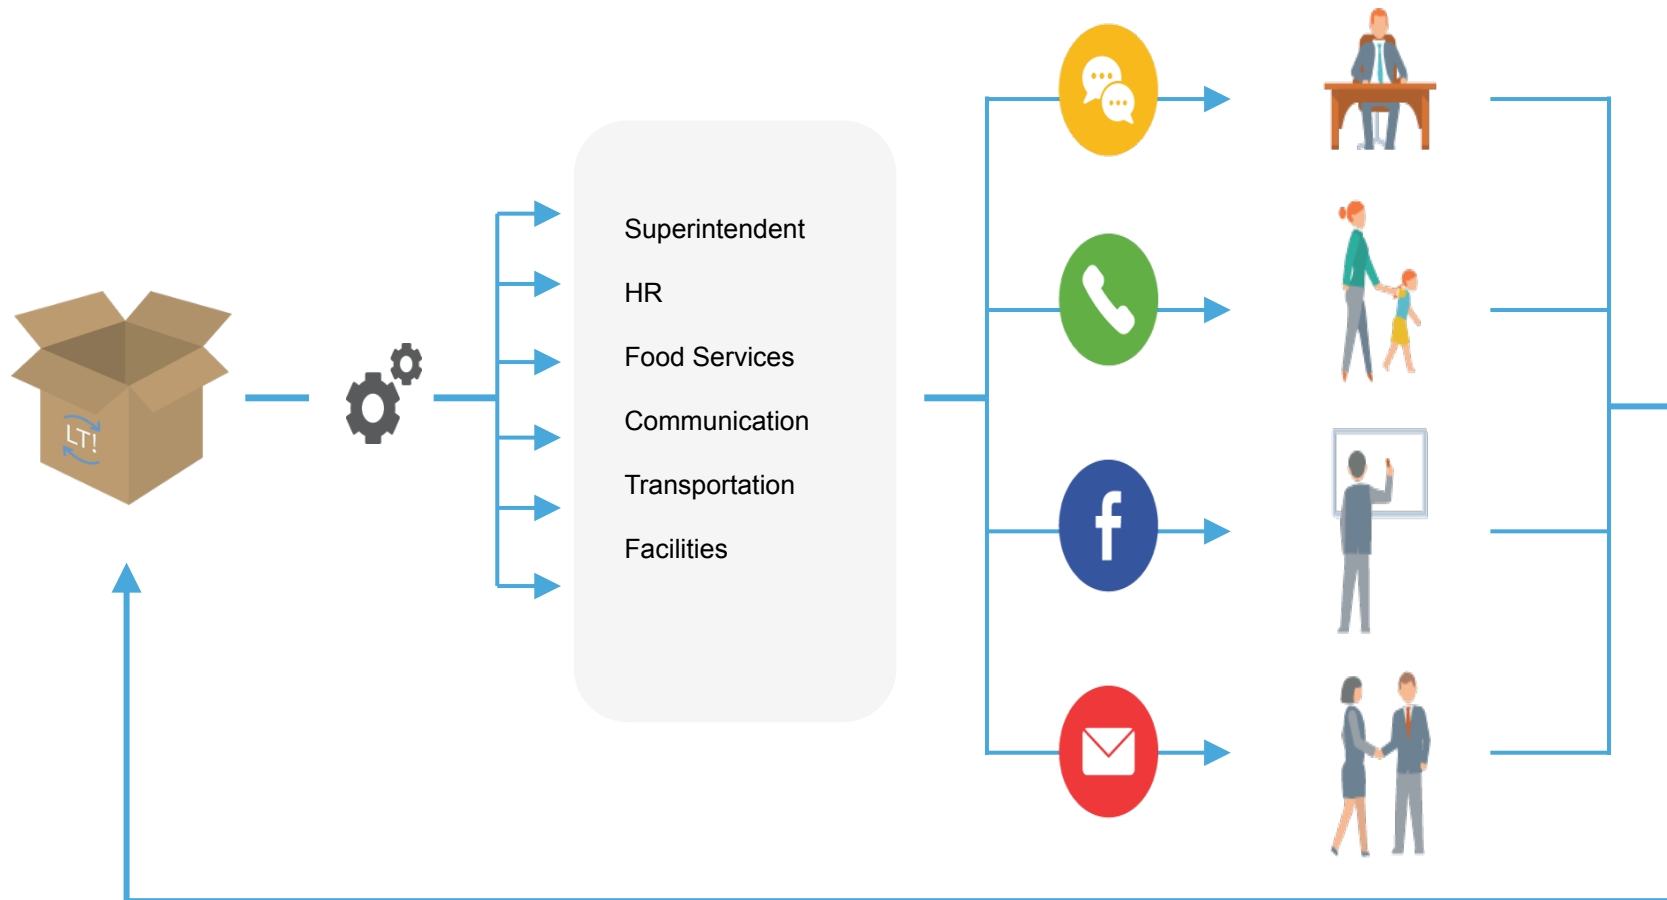 LT!
Superintendent
HR
Food Services
Communication
Transportation
Facilities
f